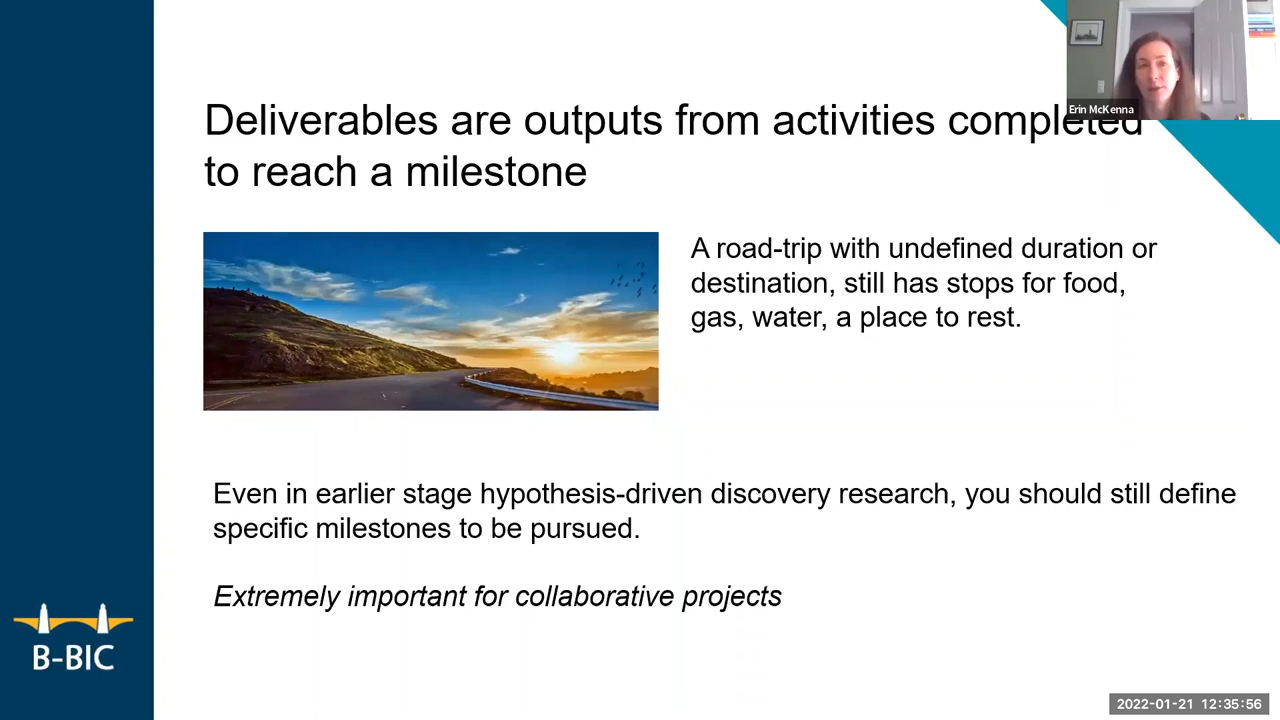 Erin McKenna
Deliverables are outputs from activities completed
to reach a milestone
A road-trip with undefined duration or
destination, still has stops for food,
gas, water, a place to rest.
Even in earlier stage hypothesis-driven discovery research, you should still define
specific milestones to be pursued.
Extremely important for collaborative projects
B-BIC
2022-01-21 12:35:56